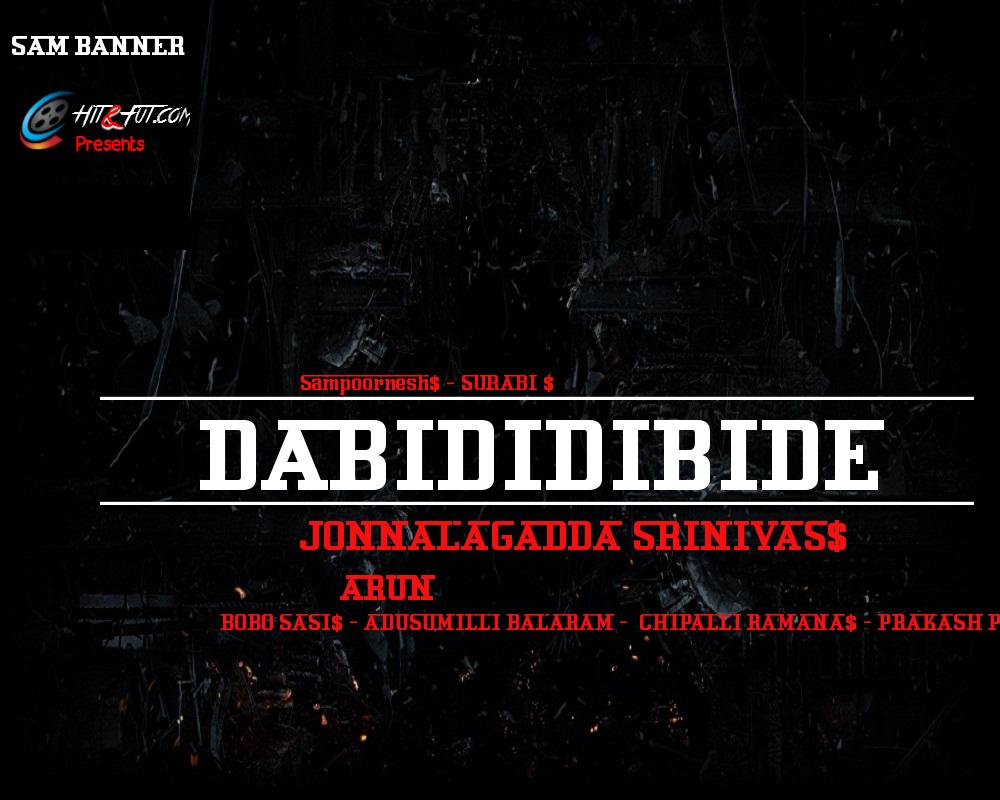 SAM BANNER
HIT&FUT.COM
Presents
Sampoornesh$ - SURABI $
DABIDIDIBIDE
JONNALAGADDA SRINIVAS$
ARUN
BOBO SASI$ - ADUSUMILLI BALARAM - CHIPALLI RAMANA$ - PRAKASH P